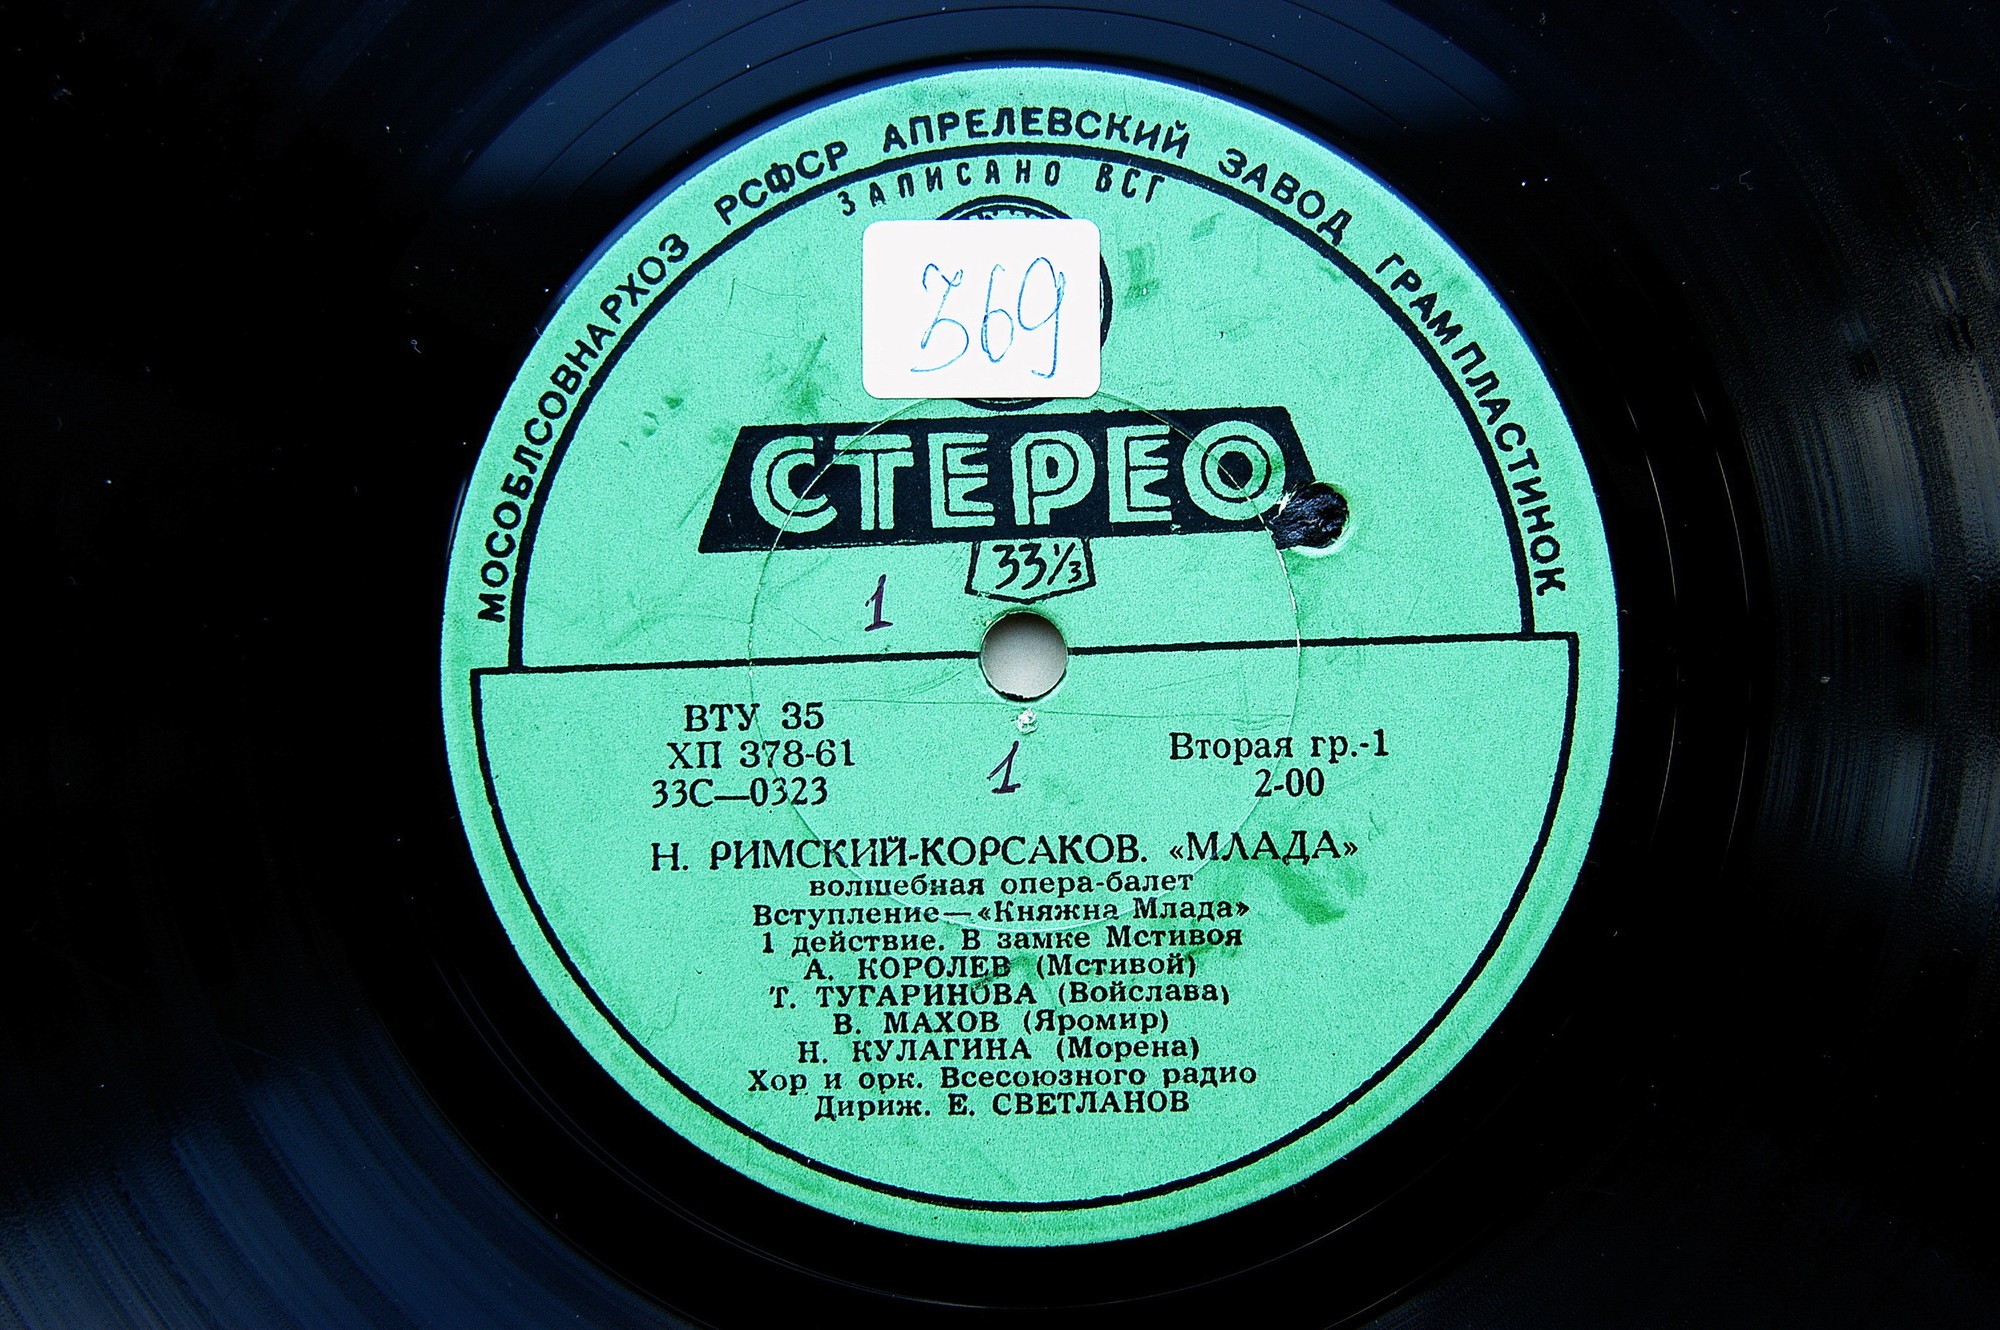 МОСОБЛСОВНАРХОЗ РСФСР АПРЕЛЕВСКИЙ ЗАВОД ГРАМПЛАСТИНОК
ЗАПИСАНО ВСГ
369
СТЕРЕО
33⅓
1
ВТУ 35
ХП 378-61
33С—0323
1
Вторая гр.-1
2-00
Н. РИМСКИЙ-КОРСАКОВ. «МЛАДА»
волшебная опера-балет
Вступление—«Княжна Млада»
1 действие. В замке Мстивоя
А. КОРОЛЕВ (Мстивой)
Т. ТУГАРИНОВА (Войслава)
В. МАХОВ (Яромир)
Н. КУЛАГИНА (Морена)
Хор и орк. Всесоюзного радио
Дириж. Е. СВЕТЛАНОВ